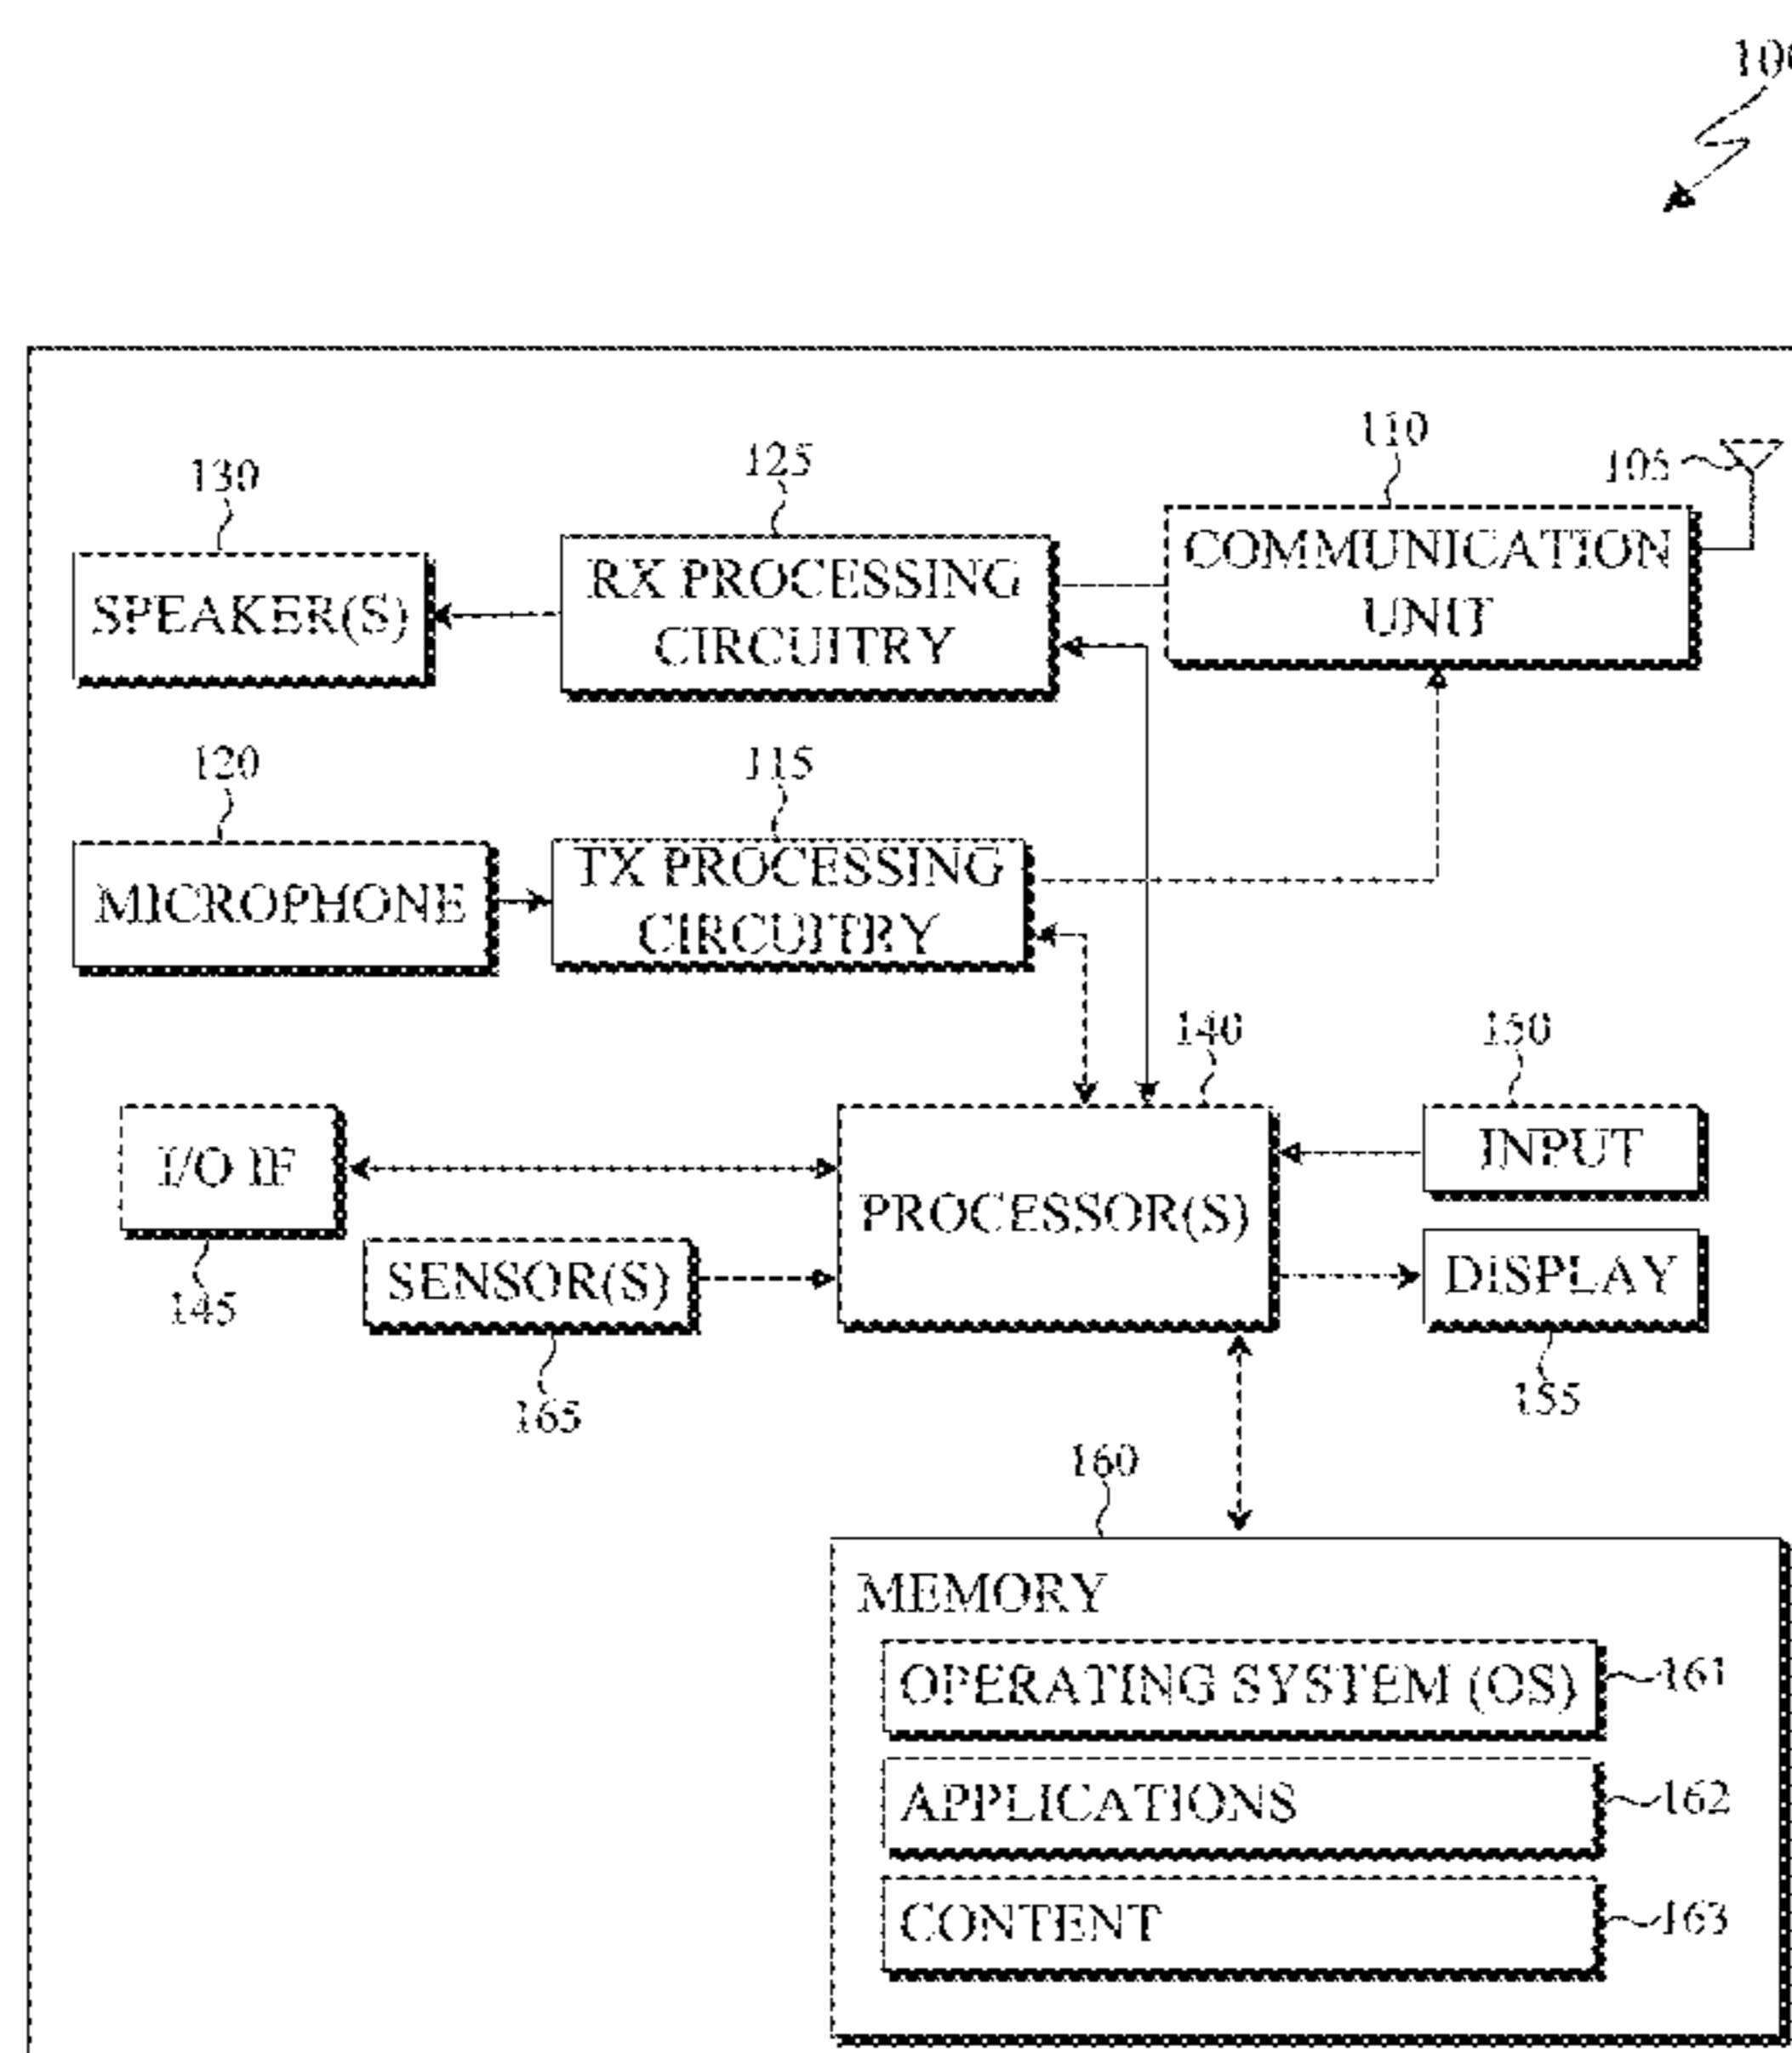 100
110
105
125
130
COMMUNICATION
UNIT
RX PROCESSING
CIRCUITRY
SPEAKER(S)
120
115
MICROPHONE
TX PROCESSING
CIRCUITRY
140
150
I/O IF
INPUT
PROCESSOR(S)
SENSOR(S)
DISPLAY
145
165
155
160
MEMORY
OPERATING SYSTEM (OS)
161
APPLICATIONS
162
CONTENT
163